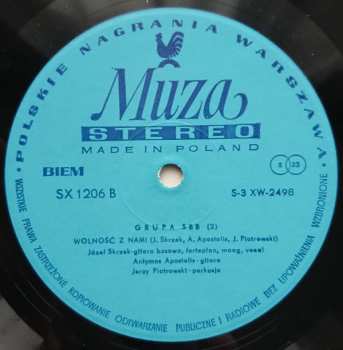 POLSKIE NAGRANIA WARSZAWA
Muza
STEREO
MADE IN POLAND
BIEM
S 33
SX 1206 B
S-3 XW-2498
GRUPA SBB (2)
WOLNOŚĆ Z NAMI (J. Skrzek, A. Apostolis, J. Piotrowski)
Józef Skrzek-gitara basowa, fortepian, moog, vocal
Antymos Apostolis-gitara
Jerzy Piotrowski-perkusja
WSZELKIE PRAWA ZASTRZEŻONE KOPIOWANIE ODTWARZANIE PUBLICZNE I RADIOWE BEZ UPOWAŻNIENIA WZBRONIONE